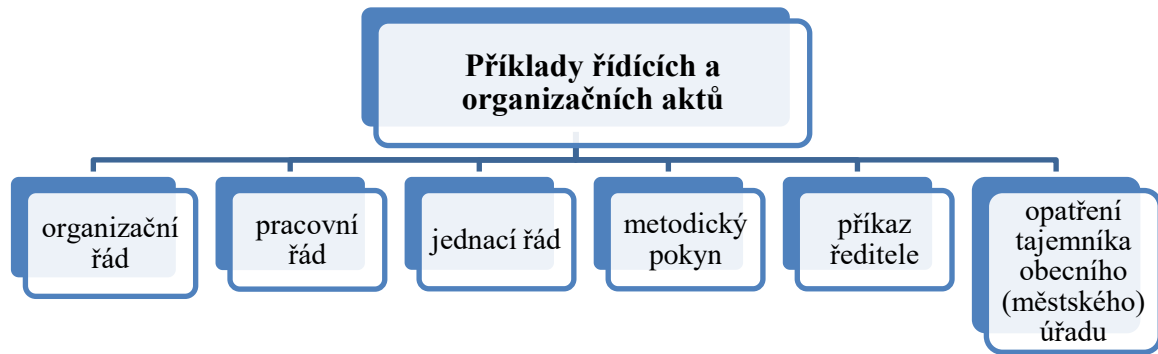 Příklady řídících a
organizačních aktů
organizační
řád
pracovní
řád
jednací řád
metodický
pokyn
příkaz
ředitele
opatření
tajemníka
obecního
(městského)
úřadu